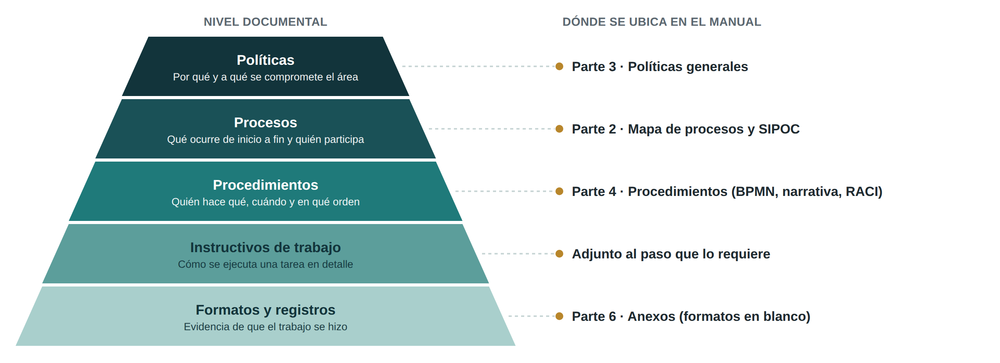 NIVEL DOCUMENTAL
DÓNDE SE UBICA EN EL MANUAL
Políticas
Por qué y a qué se compromete el área
Parte 3 · Políticas generales
Procesos
Qué ocurre de inicio a fin y quién participa
Parte 2 · Mapa de procesos y SIPOC
Procedimientos
Quién hace qué, cuándo y en qué orden
Parte 4 · Procedimientos (BPMN, narrativa, RACI)
Instructivos de trabajo
Cómo se ejecuta una tarea en detalle
Adjunto al paso que lo requiere
Formatos y registros
Evidencia de que el trabajo se hizo
Parte 6 · Anexos (formatos en blanco)